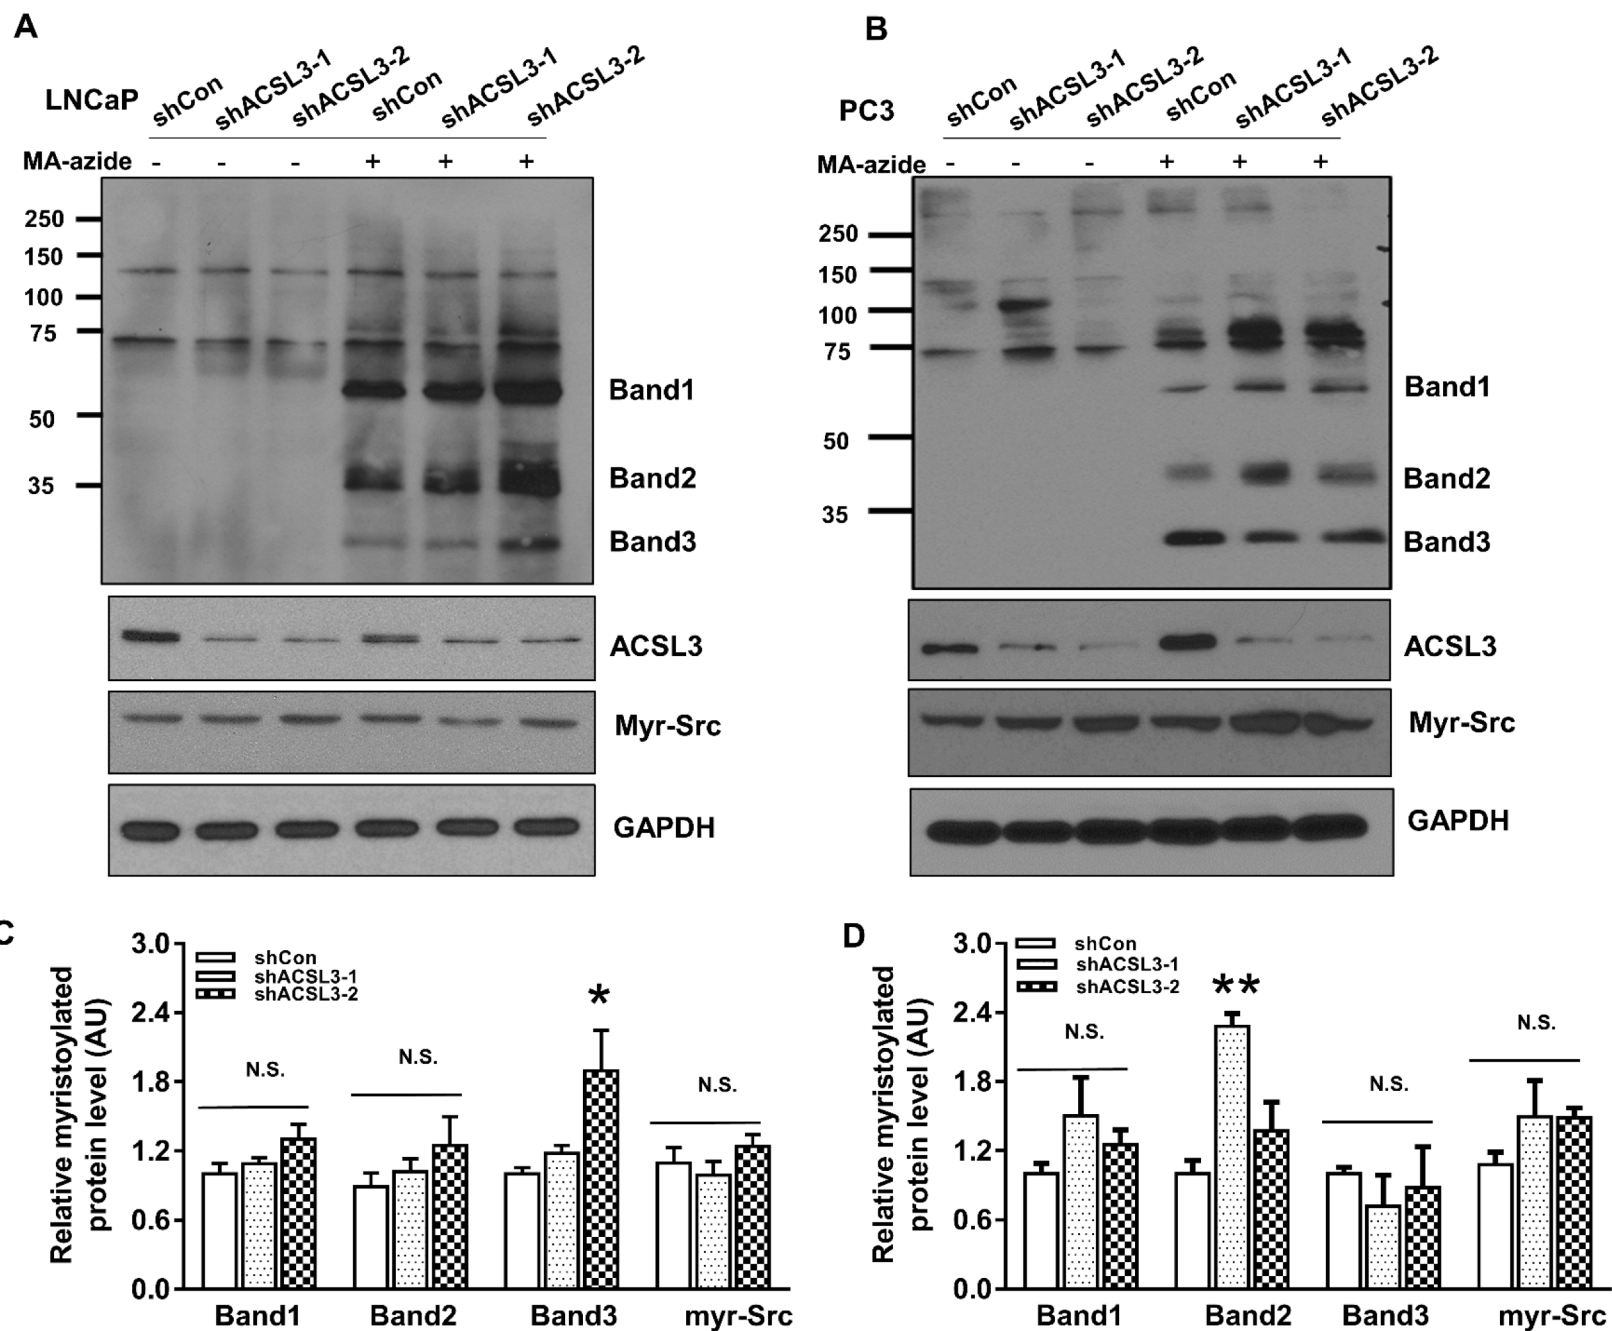 A
LNCaP shCon shACSL3-1 shACSL3-2 shCon shACSL3-1 shACSL3-2
MA-azide - - - + + +
250
150
100
75
50
35
Band1
Band2
Band3
ACSL3
Myr-Src
GAPDH
B
PC3 shCon shACSL3-1 shACSL3-2 shCon shACSL3-1 shACSL3-2
MA-azide - - - + + +
250
150
100
75
50
35
Band1
Band2
Band3
ACSL3
Myr-Src
GAPDH
C
Relative myristoylated
protein level (AU)
3.0
2.4
1.8
1.2
0.6
0.0
shCon
shACSL3-1
shACSL3-2
N.S.
N.S.
*
N.S.
Band1 Band2 Band3 myr-Src
D
Relative myristoylated
protein level (AU)
3.0
2.4
1.8
1.2
0.6
0.0
shCon
shACSL3-1
shACSL3-2
N.S.
**
N.S.
N.S.
Band1 Band2 Band3 myr-Src